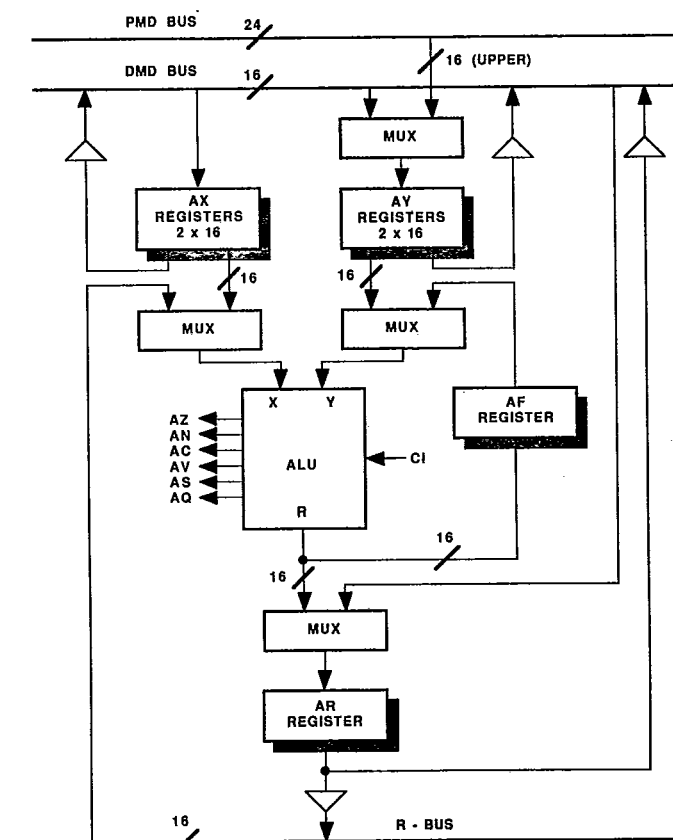 PMD BUS
24
16 (UPPER)
DMD BUS
16
MUX
AX
REGISTERS
2 x 16
AY
REGISTERS
2 x 16
16
16
MUX
MUX
X
Y
AF
REGISTER
AZ
AN
AC
AV
AS
AQ
ALU
CI
R
16
16
MUX
AR
REGISTER
16
R - BUS